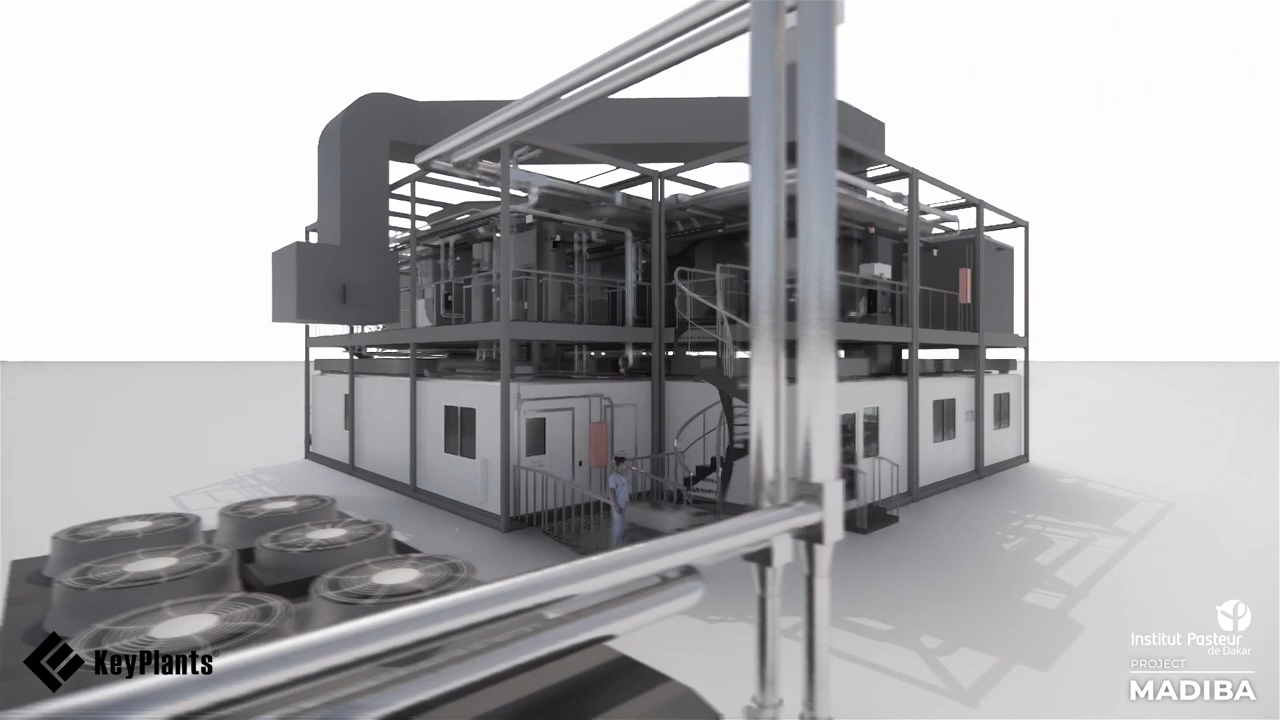 KeyPlants
Institut Pasteur
de Dakar
PROJECT
MADIBA